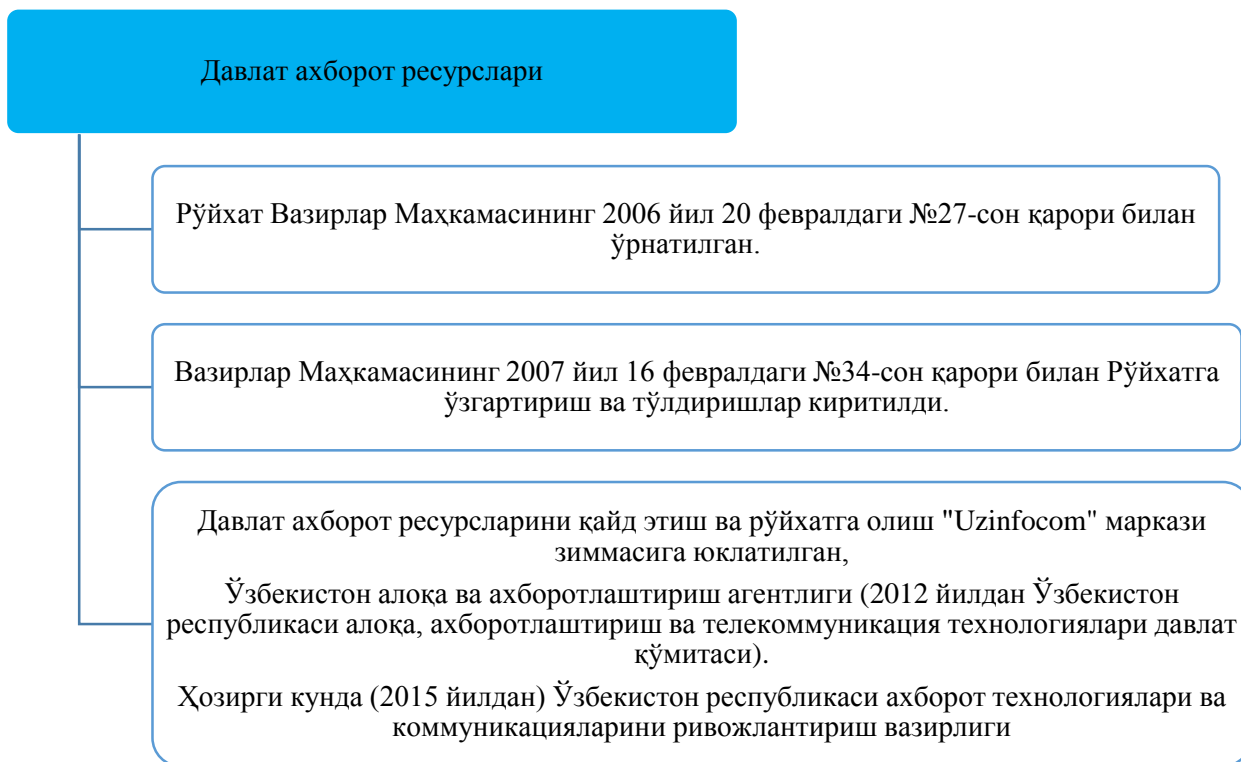 Давлат ахборот ресурслари
Рўйхат Вазирлар Маҳкамасининг 2006 йил 20 февралдаги №27-сон қарори билан
ўрнатилган.
Вазирлар Маҳкамасининг 2007 йил 16 февралдаги №34-сон қарори билан Рўйхатга
ўзгартириш ва тўлдиришлар киритилди.
Давлат ахборот ресурсларини қайд этиш ва рўйхатга олиш "Uzinfocom" маркази
зиммасига юклатилган,
Ўзбекистон алоқа ва ахборотлаштириш агентлиги (2012 йилдан Ўзбекистон
республикаси алоқа, ахборотлаштириш ва телекоммуникация технологиялари давлат
қўмитаси).
Ҳозирги кунда (2015 йилдан) Ўзбекистон республикаси ахборот технологиялари ва
коммуникацияларини ривожлантириш вазирлиги